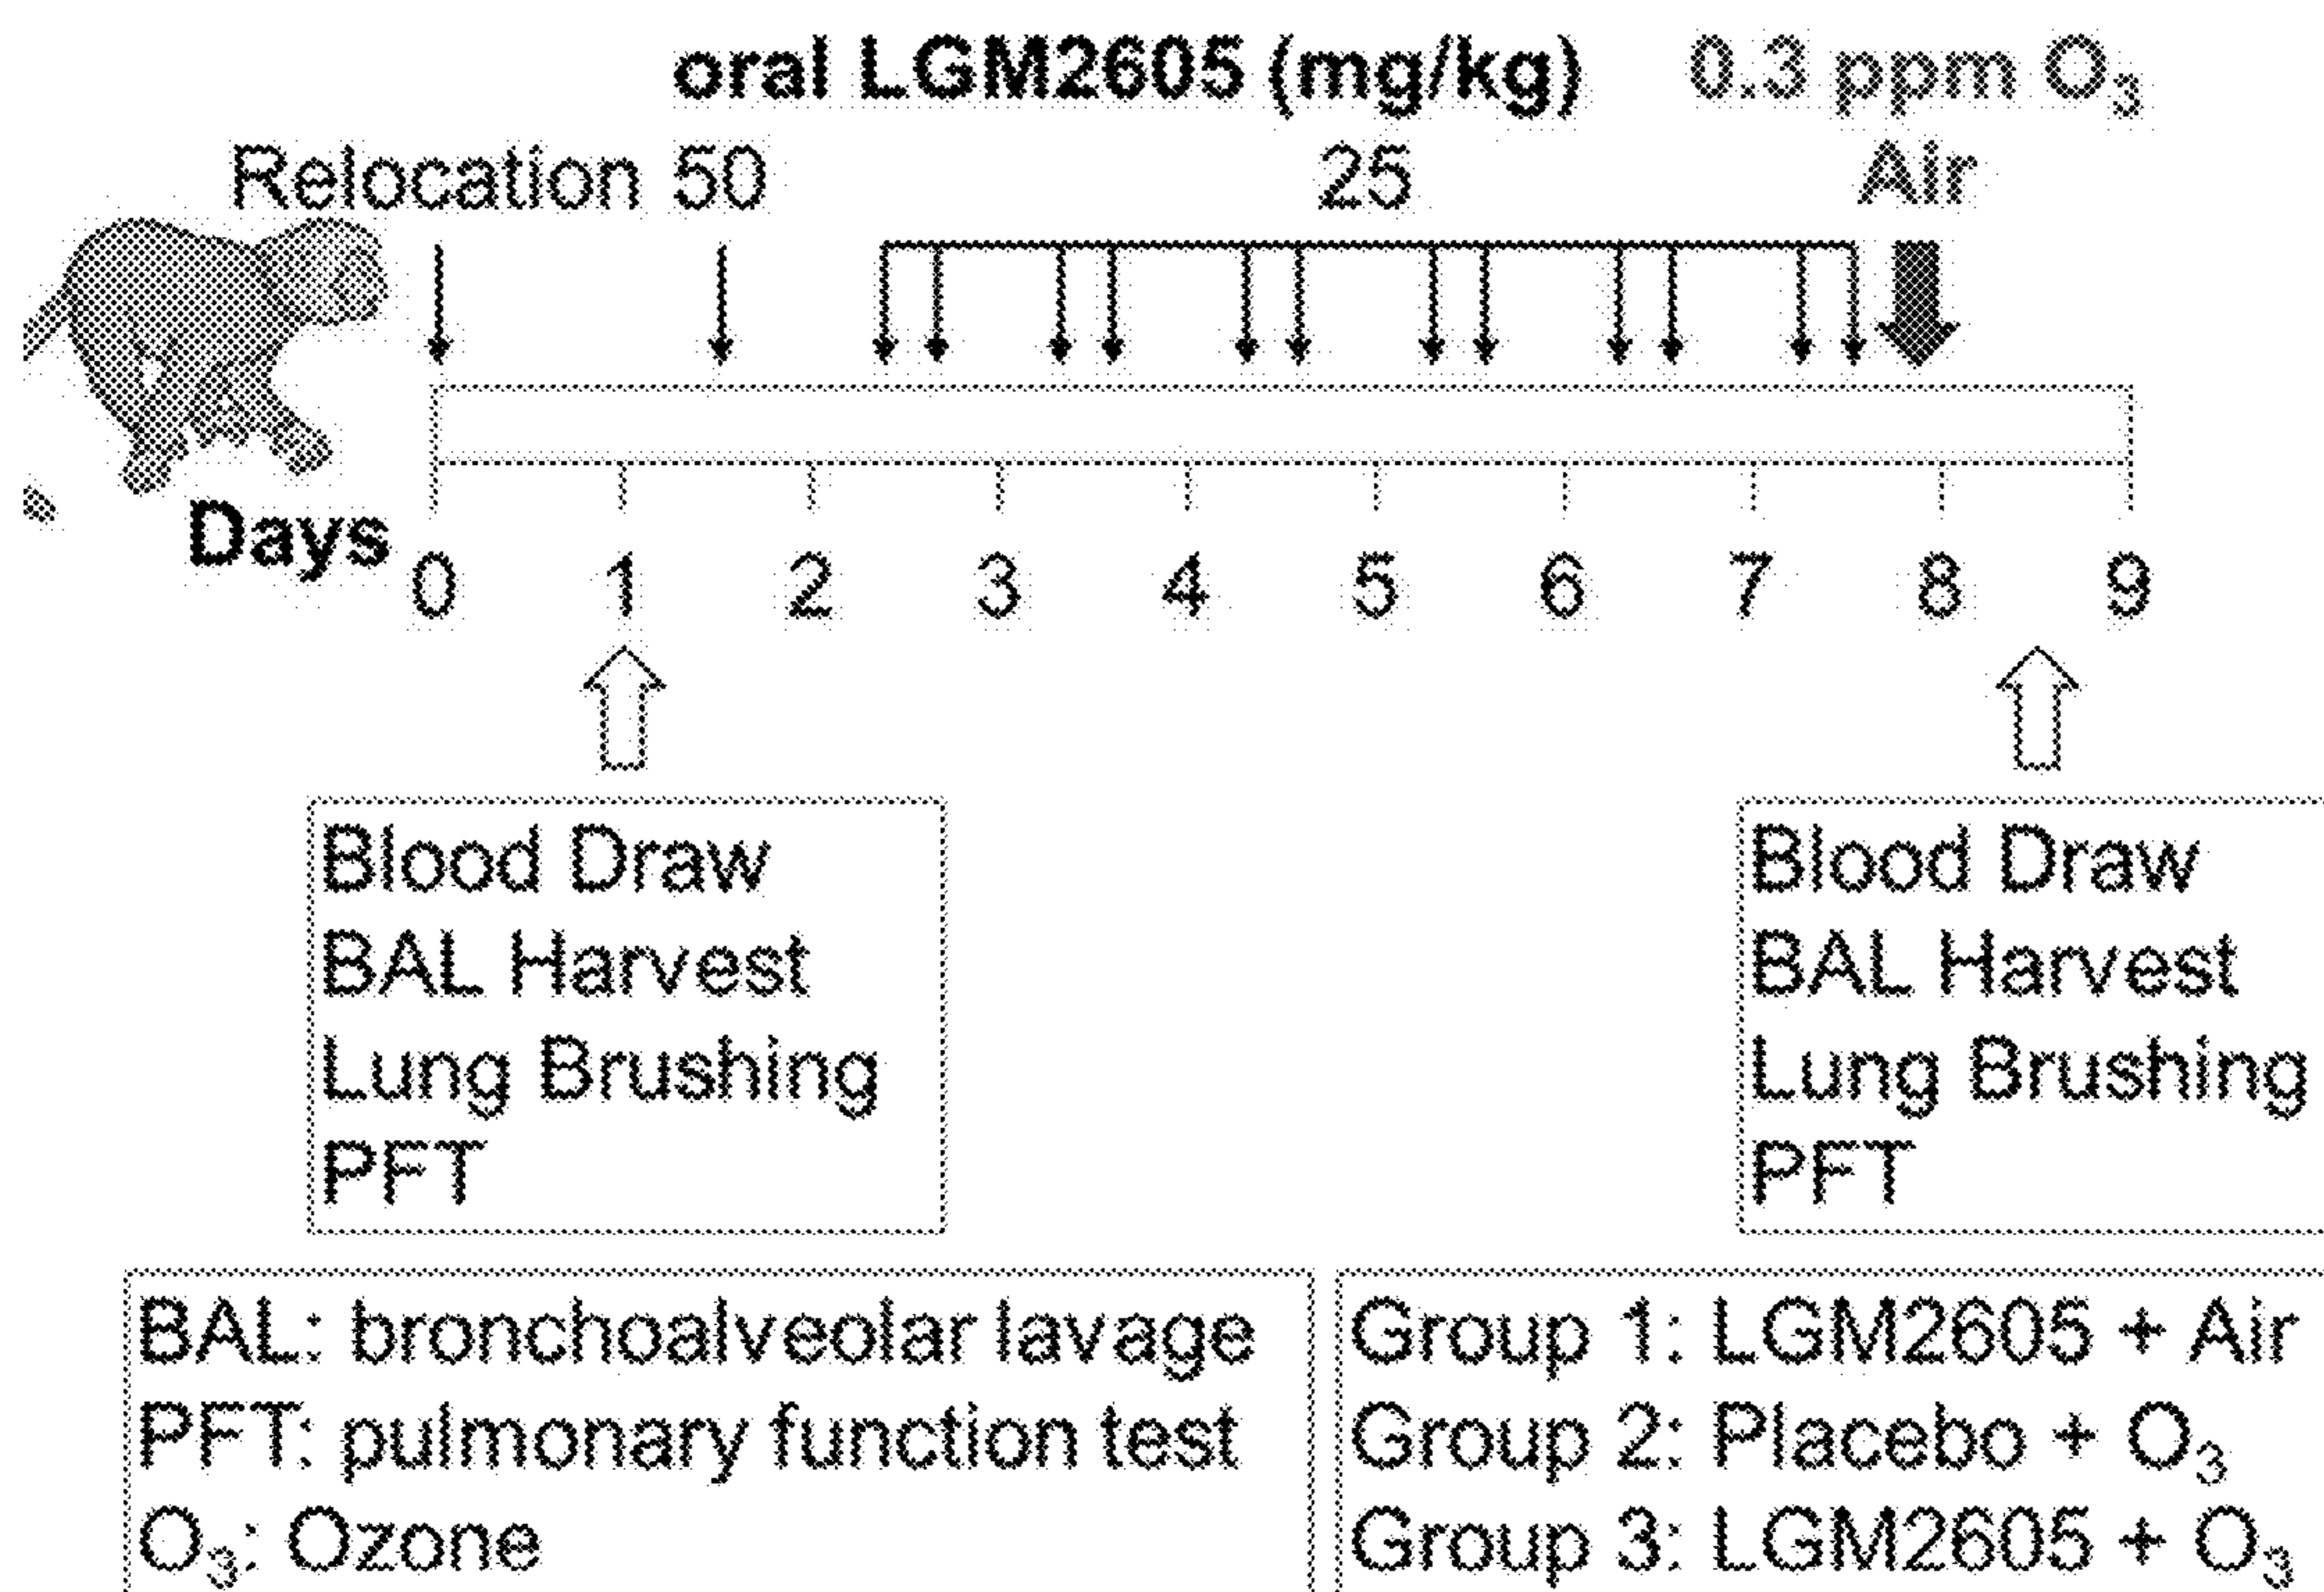 oral LGM2605 (mg/kg) 0.3 ppm O₃
Relocation 50 25 Air
Days 0 1 2 3 4 5 6 7 8 9
Blood Draw
BAL Harvest
Lung Brushing
PFT
Blood Draw
BAL Harvest
Lung Brushing
PFT
BAL: bronchoalveolar lavage
PFT: pulmonary function test
O₃: Ozone
Group 1: LGM2605 + Air
Group 2: Placebo + O₃
Group 3: LGM2605 + O₃